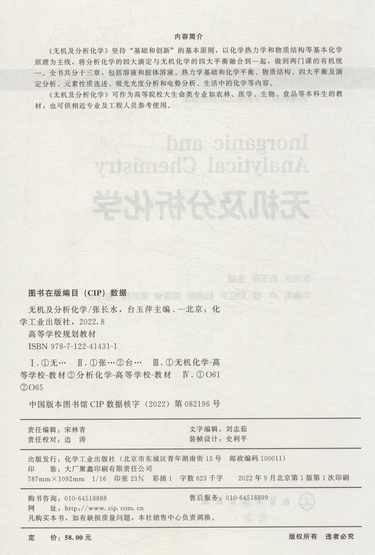 内容简介
《无机及分析化学》坚持“基础和创新”的基本原则，以化学热力学和物质结构等基本化学
原理为主线，将分析化学的四大滴定与无机化学的四大平衡融合到一起，做到两门课的有机统
一。全书共分十三章，包括溶液和胶体溶液、热力学基础和化学平衡、物质结构、四大平衡及滴
定分析、元素性质选述、吸光光度分析和电势分析、生活中的化学等内容。
《无机及分析化学》可作为高等院校大生命类专业如农林、医学、生物、食品等本科生的教
材，也可供相近专业及工程人员参考使用。
Inorganic and
Analytical Chemistry
无机及分析化学
图书在版编目（CIP）数据
无机及分析化学/张长水，台玉萍主编.—北京：化
学工业出版社，2022.8
高等学校规划教材
ISBN 978-7-122-41431-1
Ⅰ.①无… Ⅱ.①张…②台… Ⅲ.①无机化学-高
等学校-教材②分析化学-高等学校-教材 Ⅳ.①O61
②O65
中国版本图书馆CIP数据核字（2022）第082196号
责任编辑：宋林青 文字编辑：刘志茹
责任校对：边涛 装帧设计：史利平
出版发行：化学工业出版社（北京市东城区青年湖南街13号 邮政编码100011）
印 装：大厂聚鑫印刷有限责任公司
787mm×1092mm 1/16 印张23¾ 彩插1 字数623千字 2022年9月北京第1版第1次印刷
购书咨询：010-64518888 售后服务：010-64518899
网 址：http://www.cip.com.cn
凡购买本书，如有缺损质量问题，本社销售中心负责调换。
定 价：58.00元 版权所有 违者必究